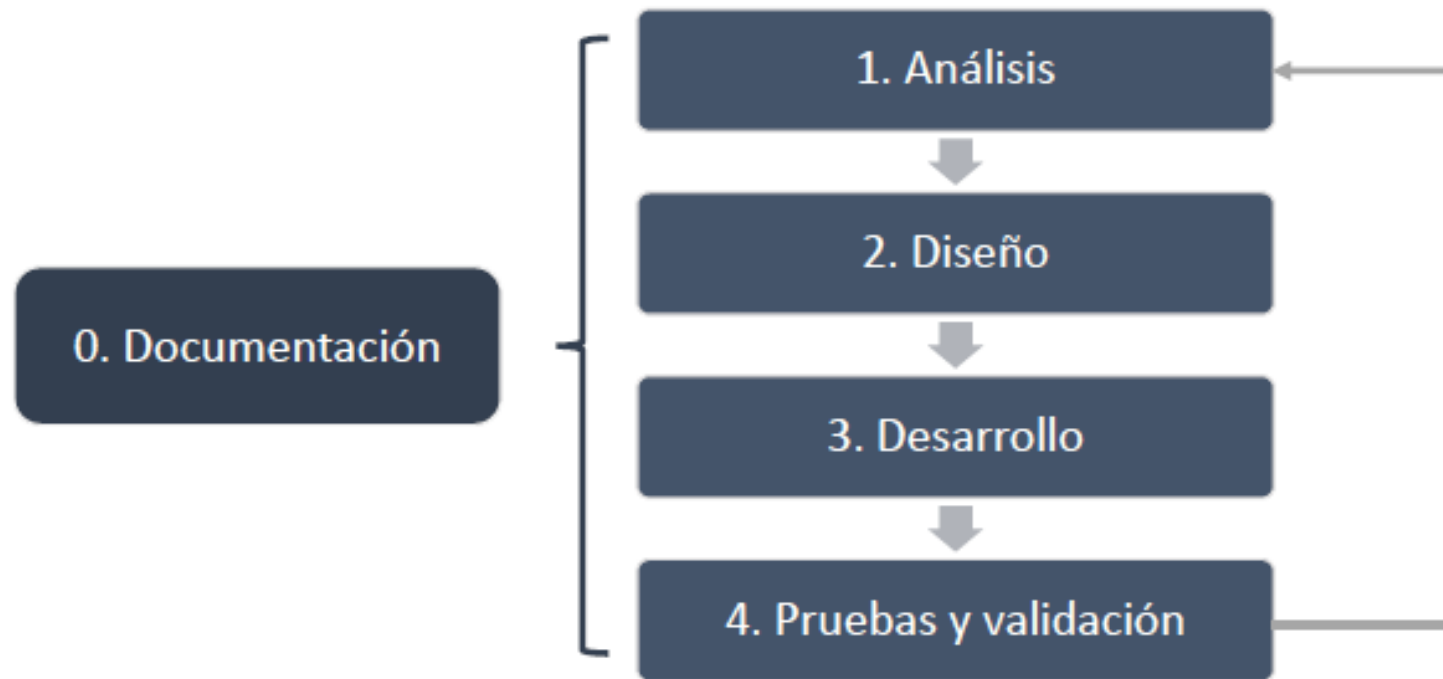 1. Análisis
2. Diseño
0. Documentación
3. Desarrollo
4. Pruebas y validación